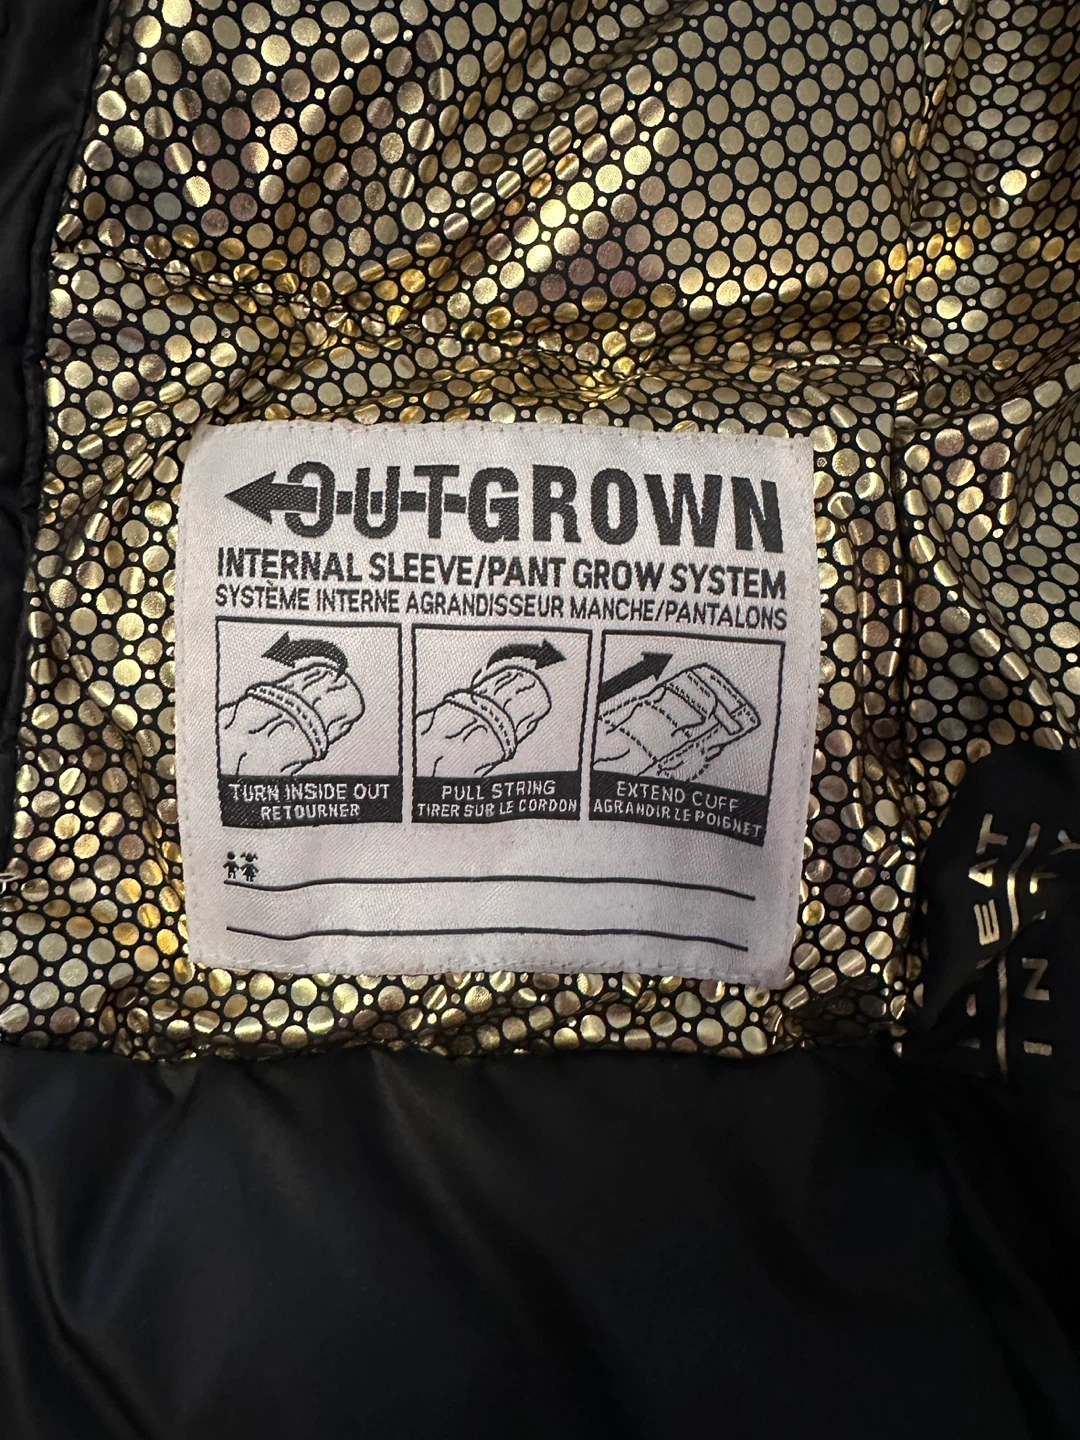 OUTGROWN
INTERNAL SLEEVE/PANT GROW SYSTEM
SYSTÈME INTERNE AGRANDISSEUR MANCHE/PANTALONS
TURN INSIDE OUT
RETOURNER
PULL STRING
TIRER SUR LE CORDON
EXTEND CUFF
AGRANDIR LE POIGNET